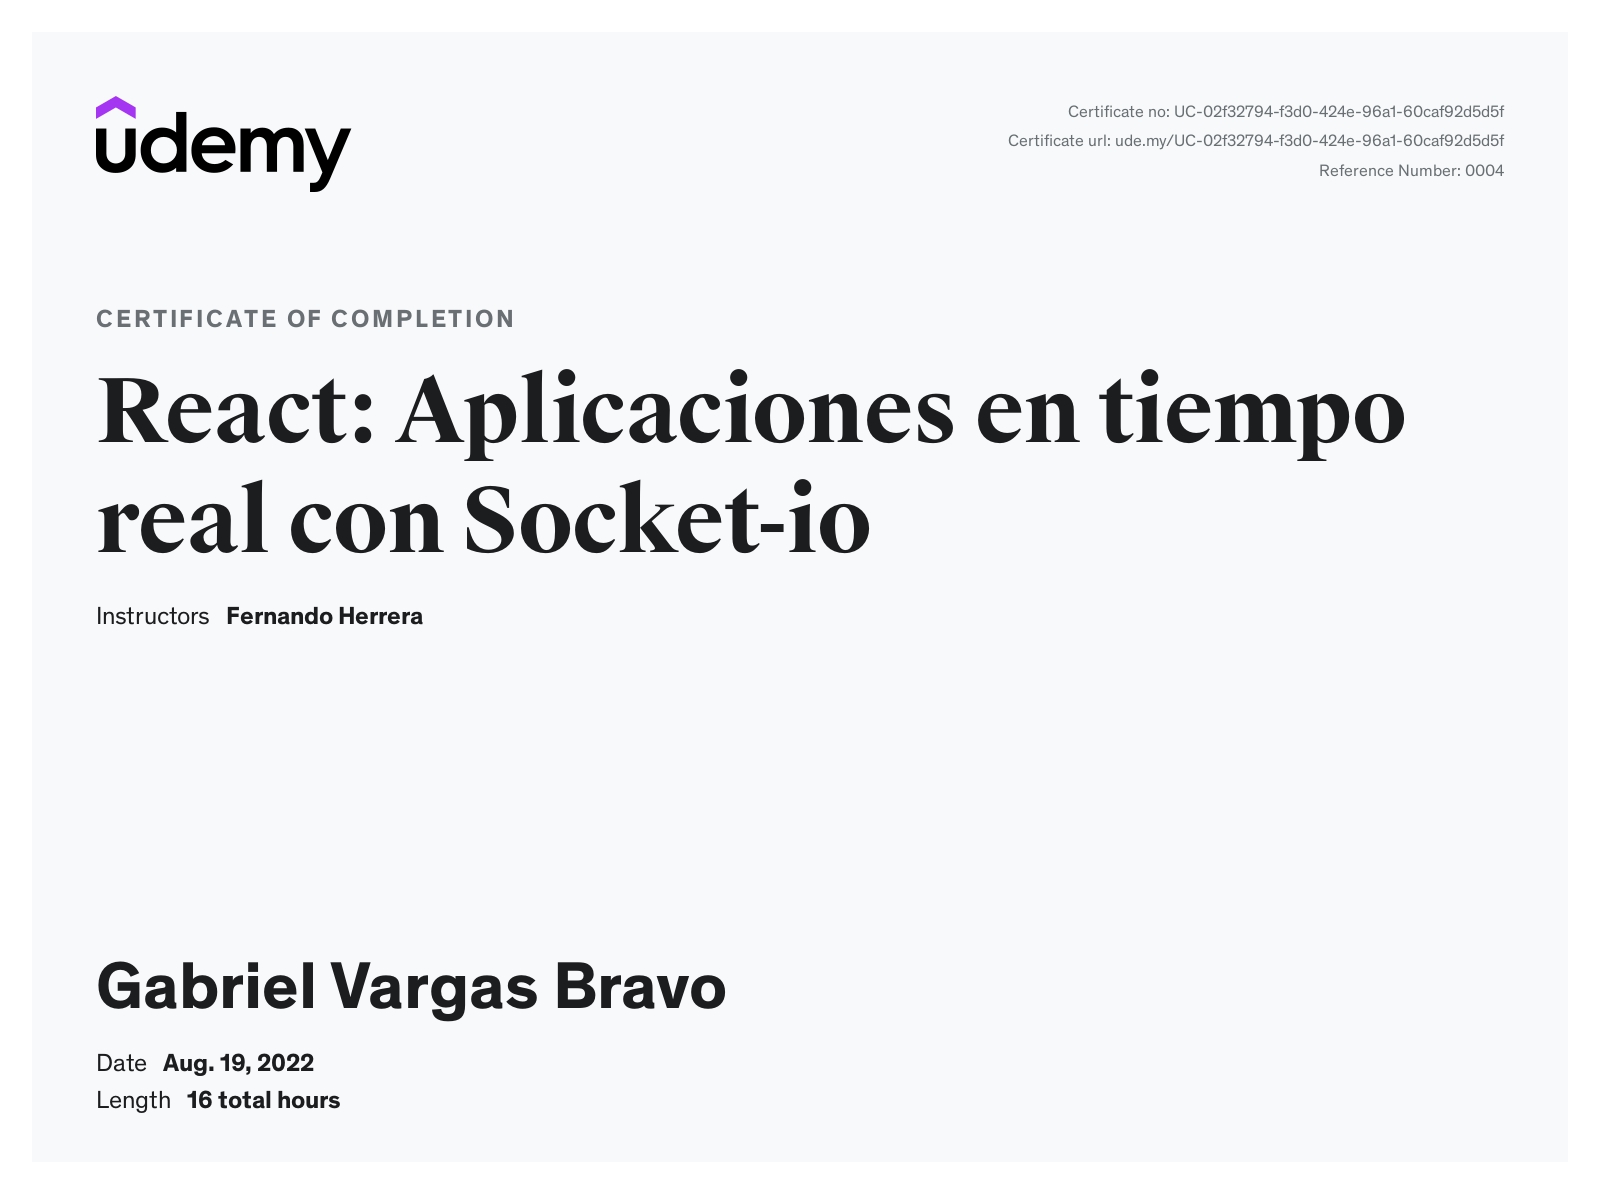 udemy
Certificate no: UC-02f32794-f3d0-424e-96a1-60caf92d5d5f
Certificate url: ude.my/UC-02f32794-f3d0-424e-96a1-60caf92d5d5f
Reference Number: 0004
CERTIFICATE OF COMPLETION
React: Aplicaciones en tiempo
real con Socket-io
Instructors Fernando Herrera
Gabriel Vargas Bravo
Date Aug. 19, 2022
Length 16 total hours